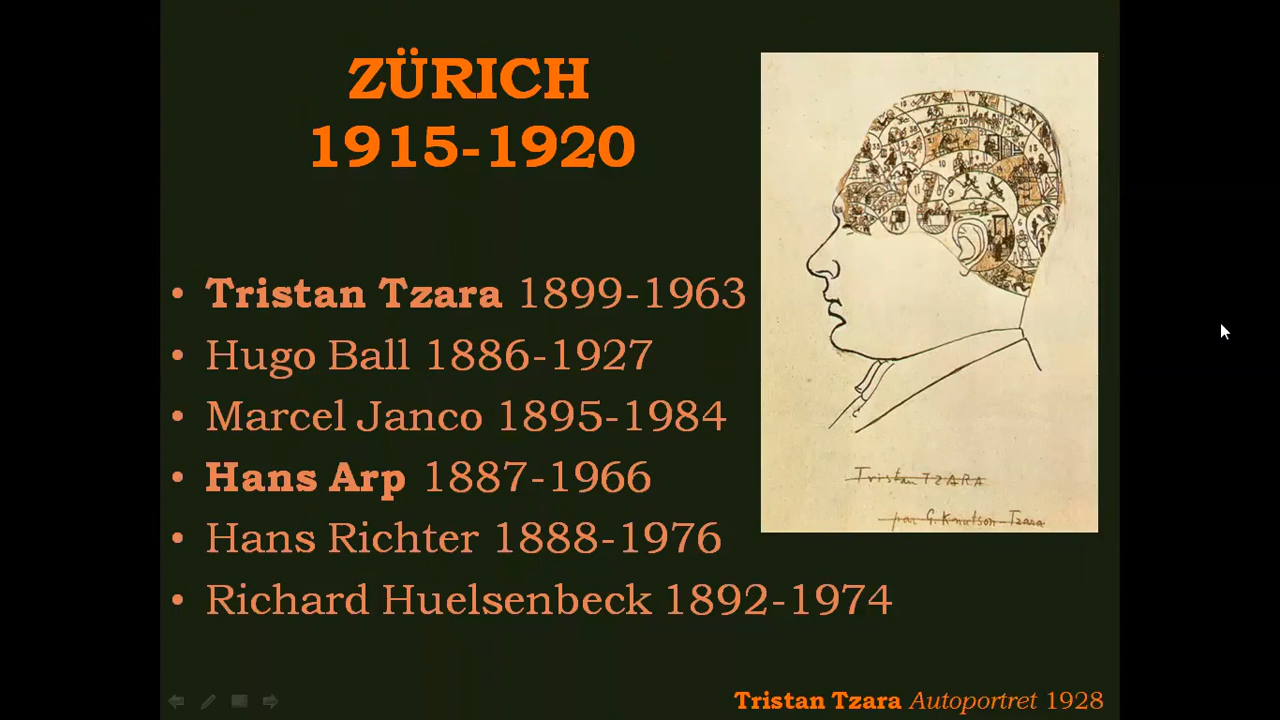 ZÜRICH
1915-1920
• Tristan Tzara 1899-1963
• Hugo Ball 1886-1927
• Marcel Janco 1895-1984
• Hans Arp 1887-1966
• Hans Richter 1888-1976
• Richard Huelsenbeck 1892-1974
Tristan TZARA
par G. Knutson-Tzara
Tristan Tzara Autoportret 1928